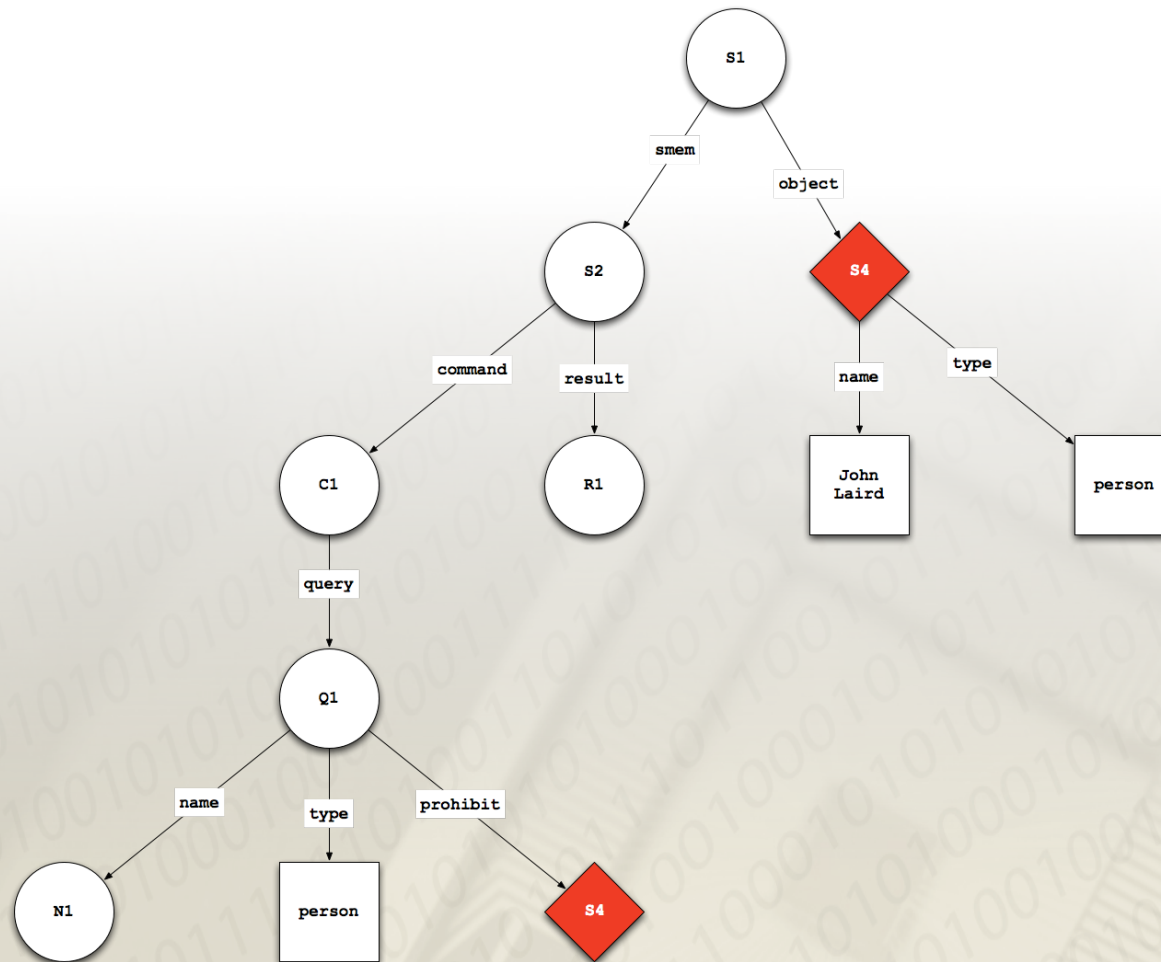 S1
smem
object
S2
S4
command
result
name
type
C1
R1
John
Laird
person
query
Q1
name
type
prohibit
N1
person
S4